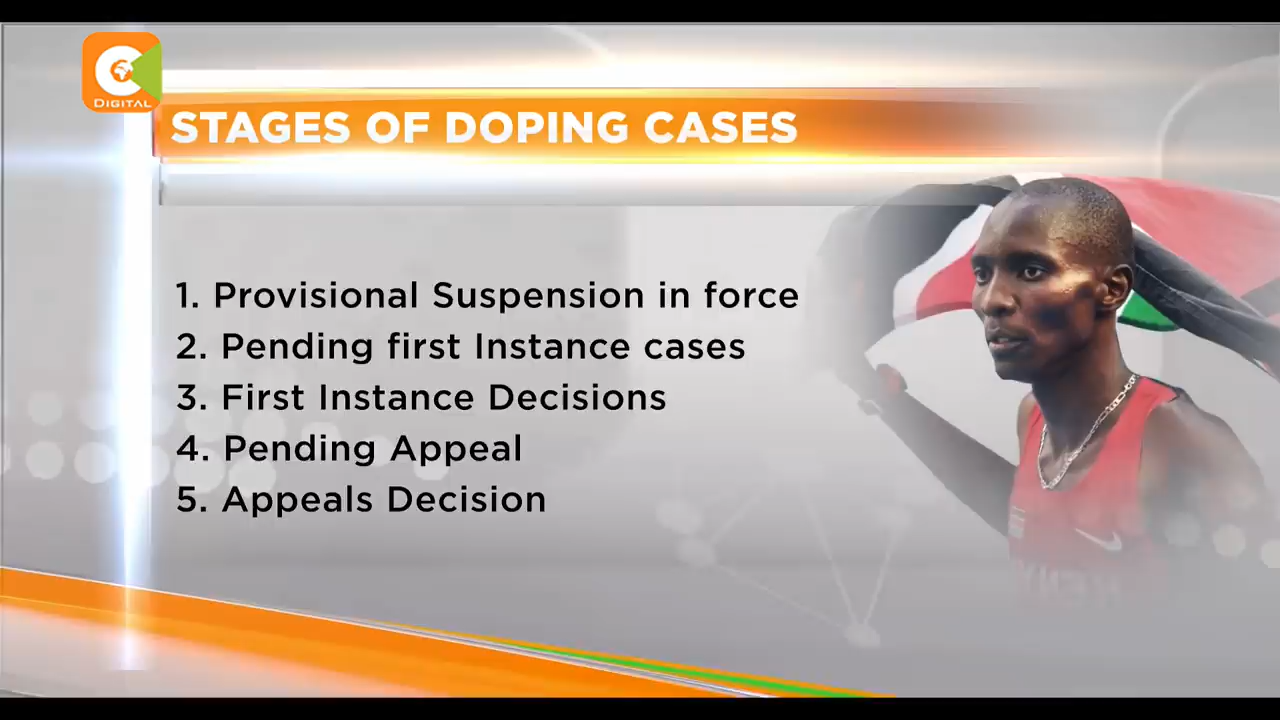 DIGITAL
STAGES OF DOPING CASES
1. Provisional Suspension in force
2. Pending first Instance cases
3. First Instance Decisions
4. Pending Appeal
5. Appeals Decision